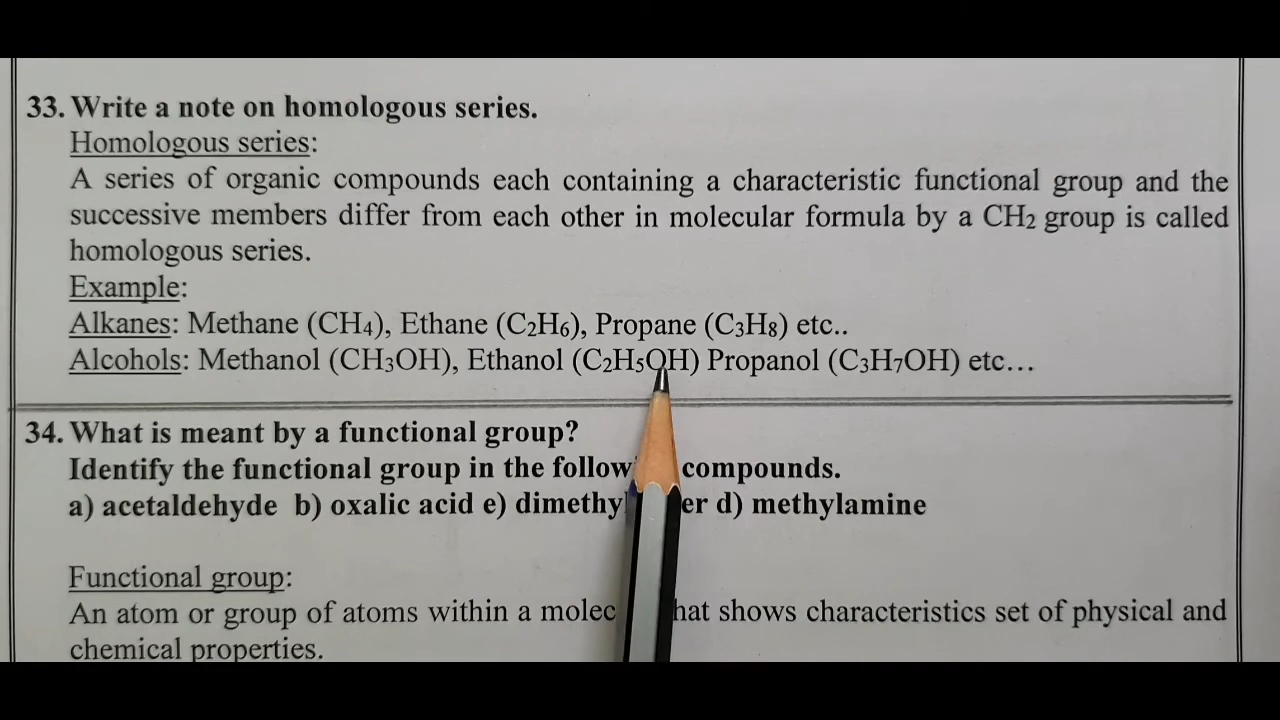 33. Write a note on homologous series.
Homologous series:
A series of organic compounds each containing a characteristic functional group and the
successive members differ from each other in molecular formula by a CH₂ group is called
homologous series.
Example:
Alkanes: Methane (CH₄), Ethane (C₂H₆), Propane (C₃H₈) etc..
Alcohols: Methanol (CH₃OH), Ethanol (C₂H₅OH) Propanol (C₃H₇OH) etc...
34. What is meant by a functional group?
Identify the functional group in the follow compounds.
a) acetaldehyde b) oxalic acid e) dimethy er d) methylamine
Functional group:
An atom or group of atoms within a molec hat shows characteristics set of physical and
chemical properties.